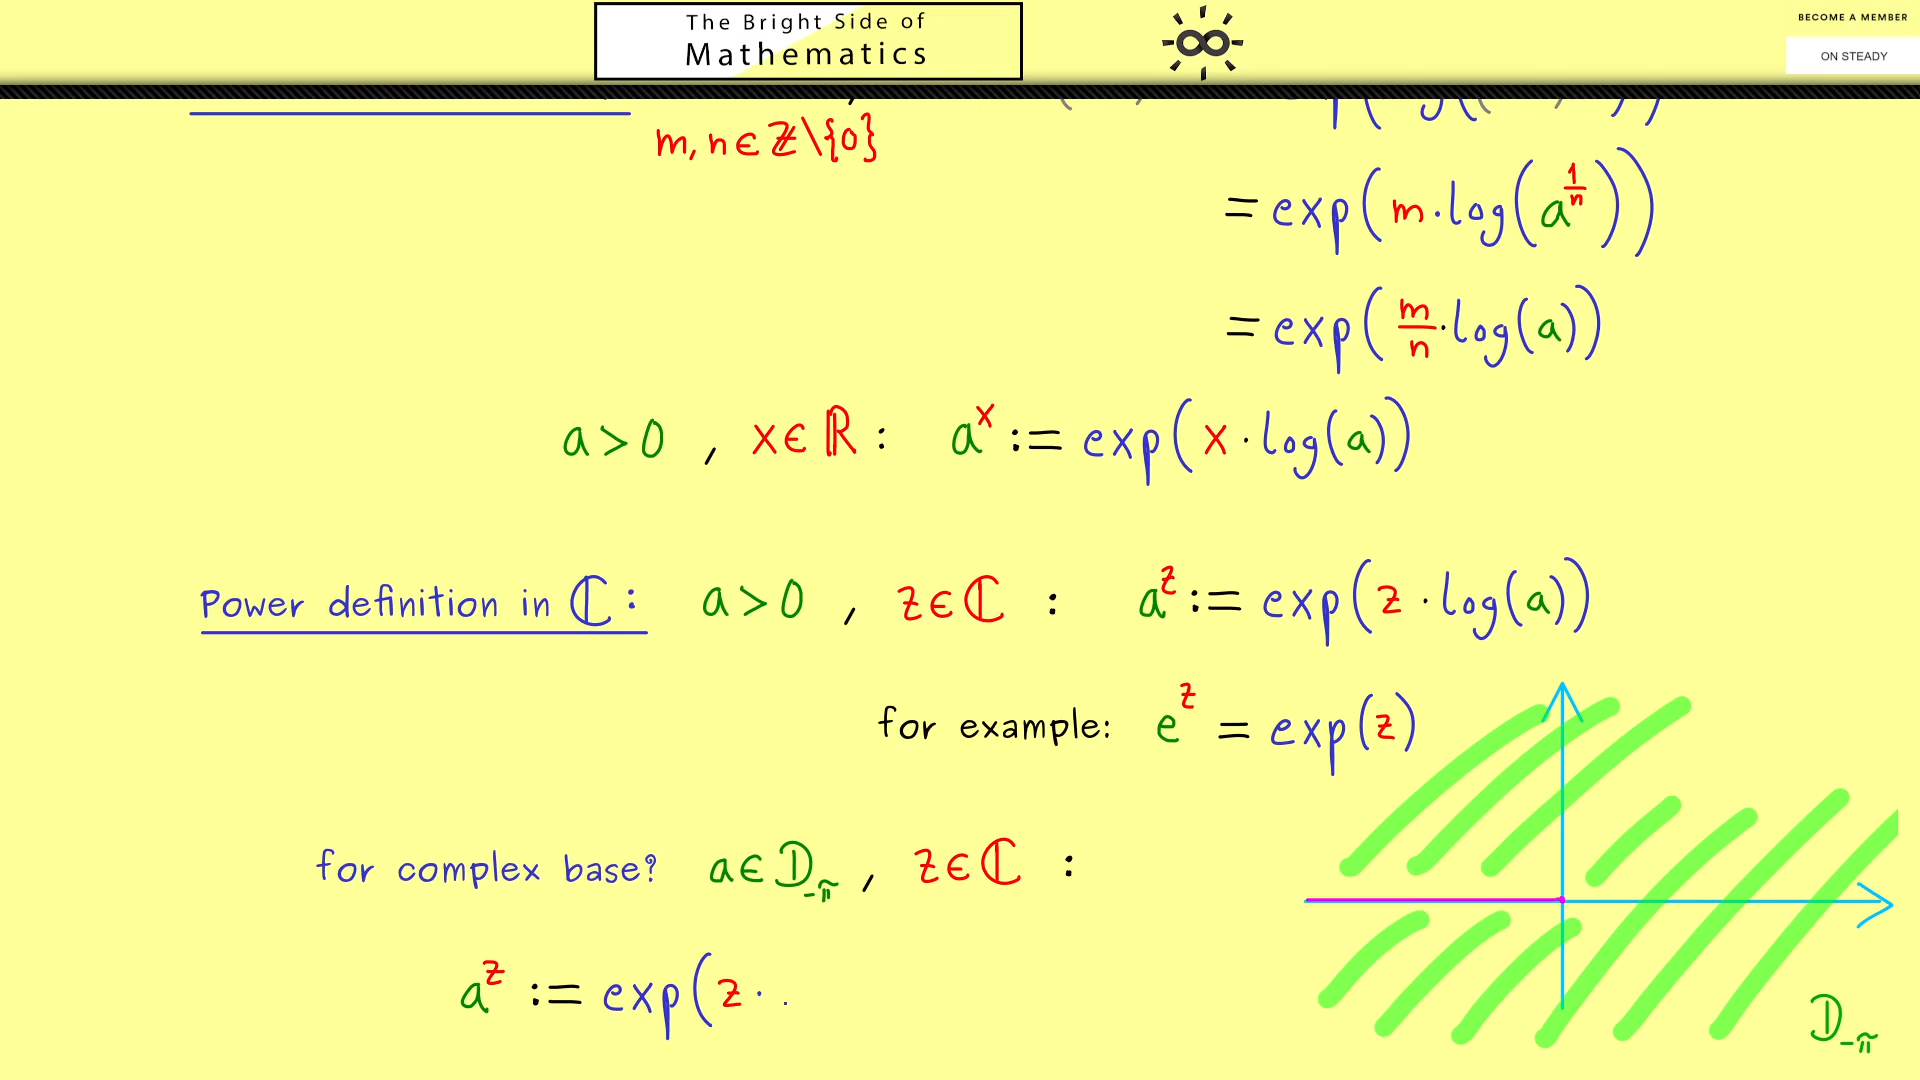 The Bright Side of
Mathematics
BECOME A MEMBER
ON STEADY
m, n ∈ ℤ\{0}
= exp(m·log(a^{1/n}))
= exp(m/n·log(a))
a > 0 , x ∈ ℝ : a^x := exp(x·log(a))
Power definition in ℂ: a > 0 , z ∈ ℂ : a^z := exp(z·log(a))
for example: e^z = exp(z)
for complex base? a ∈ D_{-π} , z ∈ ℂ :
a^z := exp(z·
D_{-π}